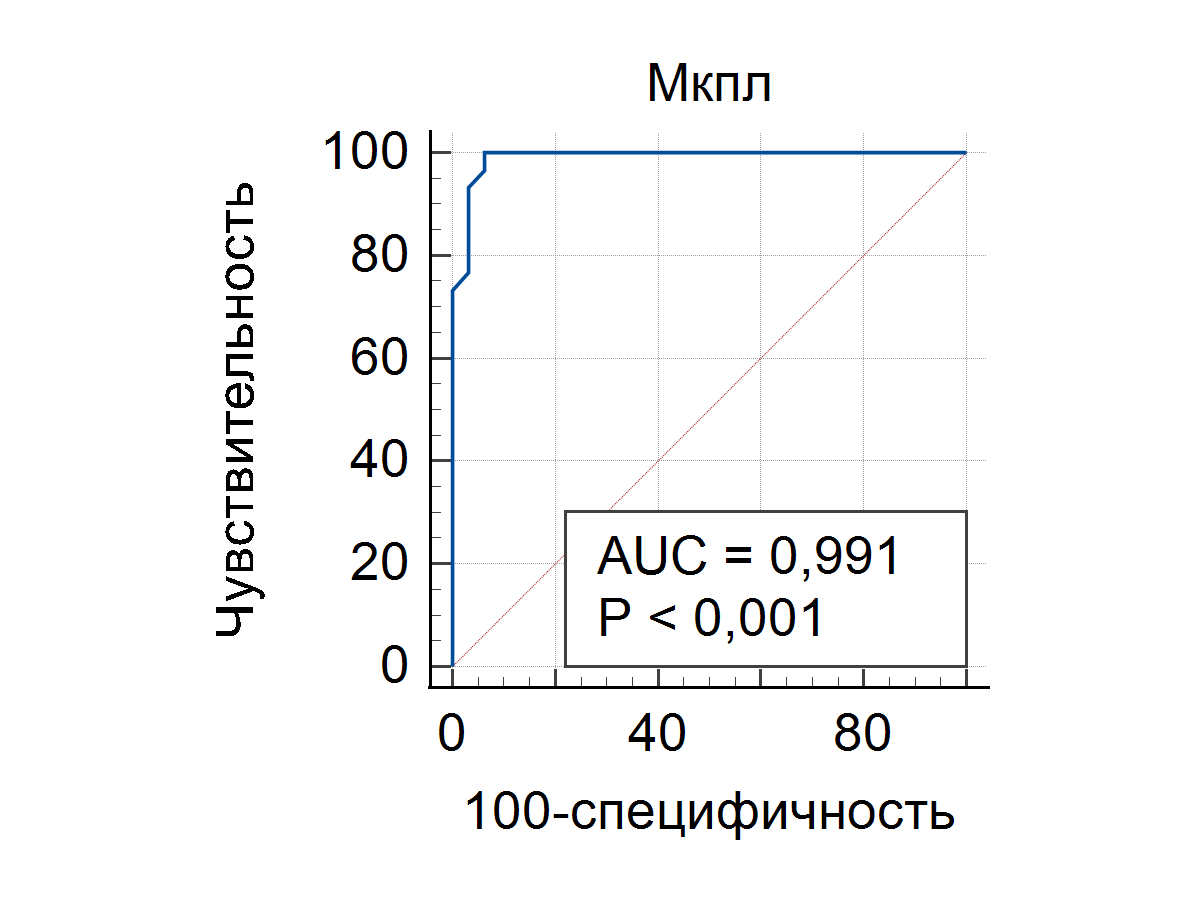 Мкпл
100
80
60
40
20
0
Чувствительность
AUC = 0,991
P < 0,001
0 40 80
100-специфичность